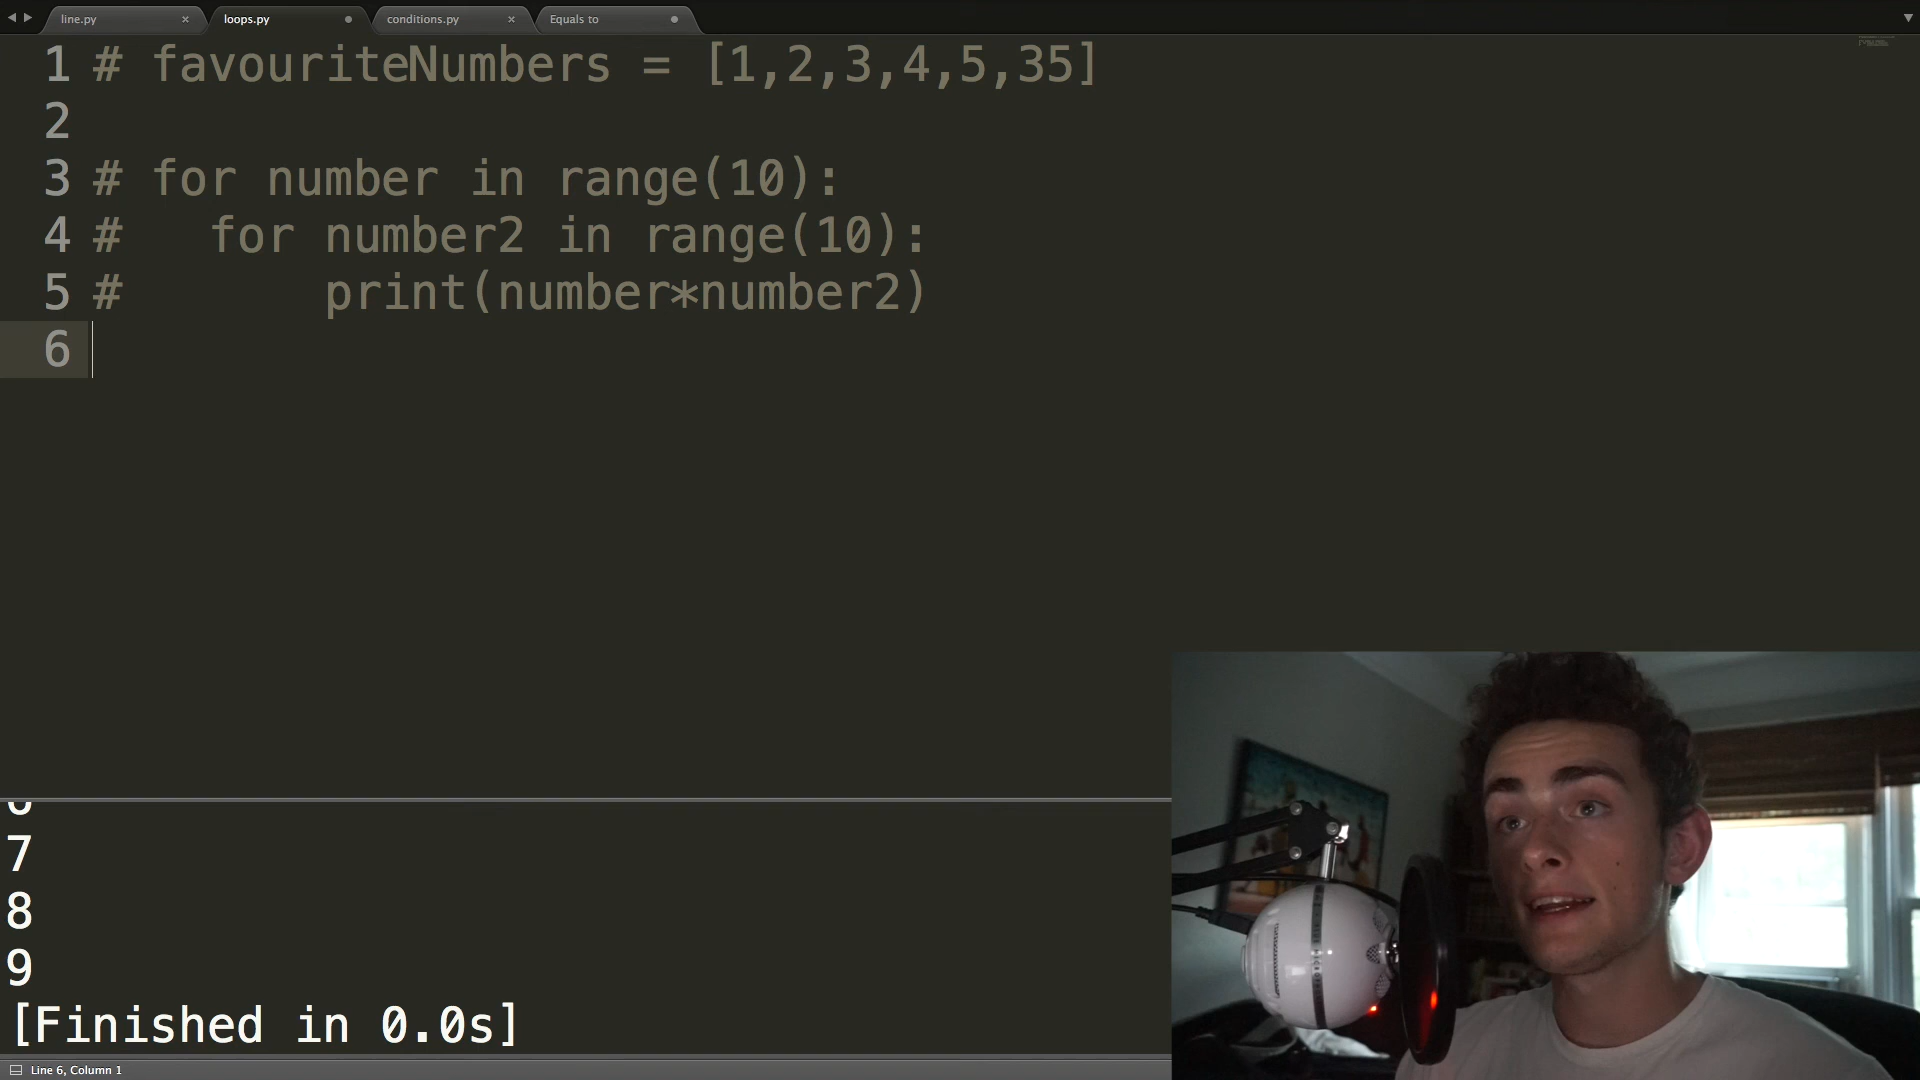 line.py × loops.py conditions.py × Equals to
1 # favouriteNumbers = [1,2,3,4,5,35]
2
3 # for number in range(10):
4 #   for number2 in range(10):
5 #       print(number*number2)
6
7
8
9
[Finished in 0.0s]
Line 6, Column 1